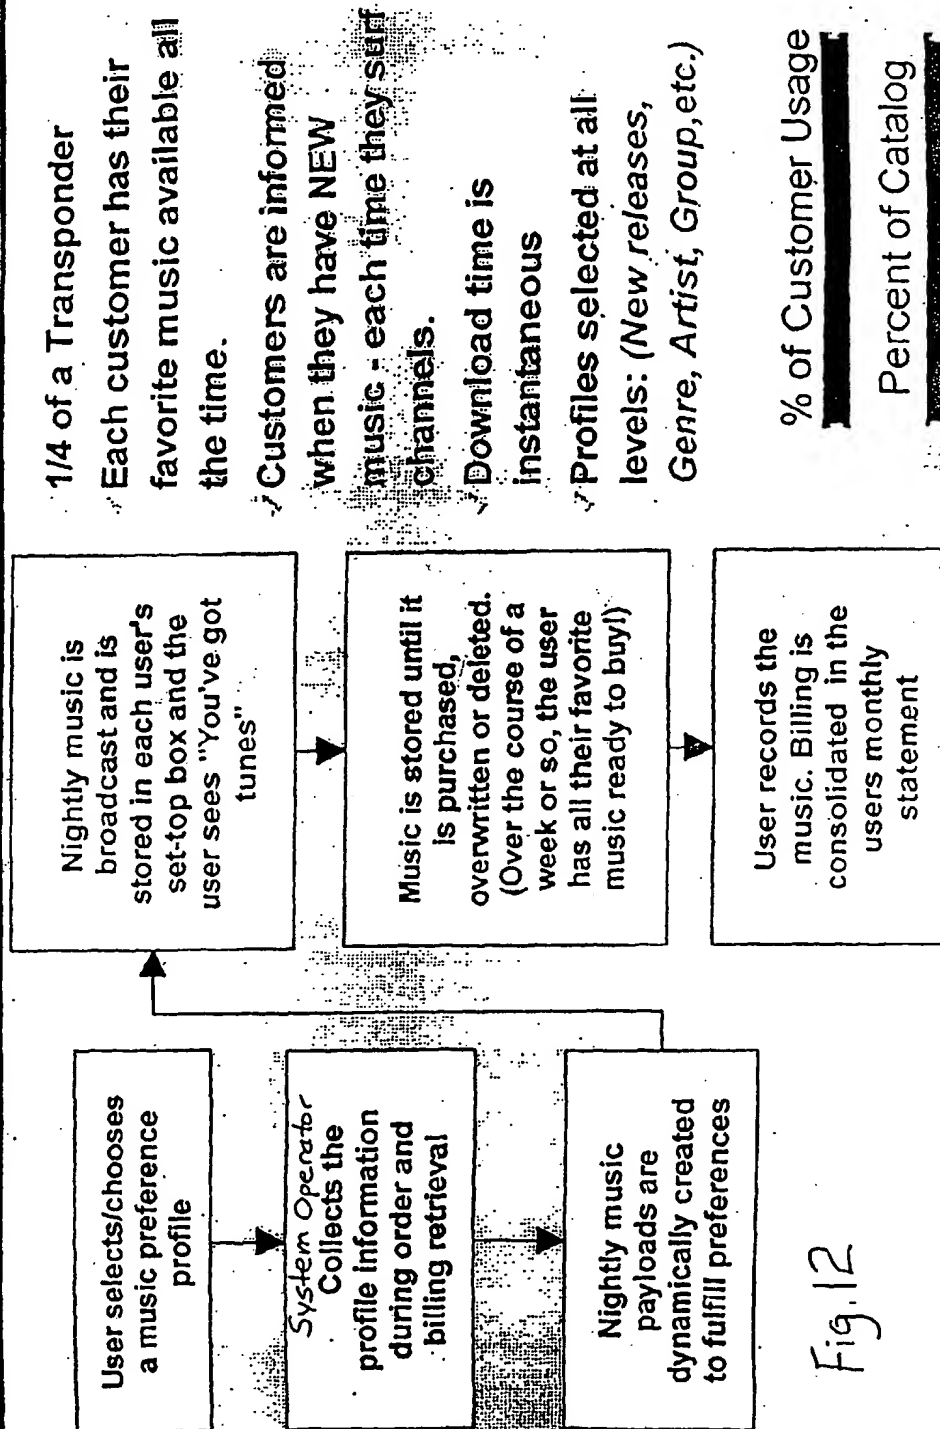 User selects/chooses
a music preference
profile
System Operator
Collects the
profile information
during order and
billing retrieval
Nightly music
payloads are
dynamically created
to fulfill preferences
Nightly music is
broadcast and is
stored in each user's
set-top box and the
user sees "You've got
tunes"
Music is stored until it
is purchased,
overwritten or deleted.
(Over the course of a
week or so, the user
has all their favorite
music ready to buy!)
User records the
music. Billing is
consolidated in the
users monthly
statement
1/4 of a Transponder
Each customer has their
favorite music available all
the time.
Customers are informed
when they have NEW
music - each time they surf
channels.
Download time is
instantaneous
Profiles selected at all
levels: (New releases,
Genre, Artist, Group, etc.)
% of Customer Usage
Percent of Catalog
Fig. 12